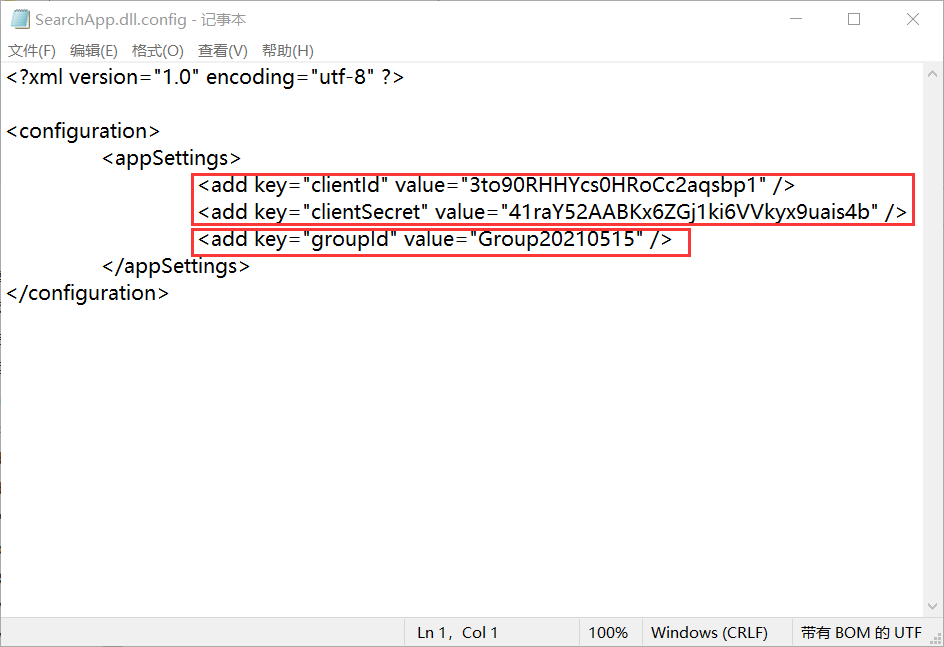 SearchApp.dll.config - 记事本
文件(F) 编辑(E) 格式(O) 查看(V) 帮助(H)
<?xml version="1.0" encoding="utf-8" ?>
<configuration>
<appSettings>
<add key="clientId" value="3to90RHHYcs0HRoCc2aqsbp1" />
<add key="clientSecret" value="41raY52AABKx6ZGj1ki6VVkyx9uais4b" />
<add key="groupId" value="Group20210515" />
</appSettings>
</configuration>
Ln 1，Col 1 100% Windows (CRLF) 带有 BOM 的 UTF